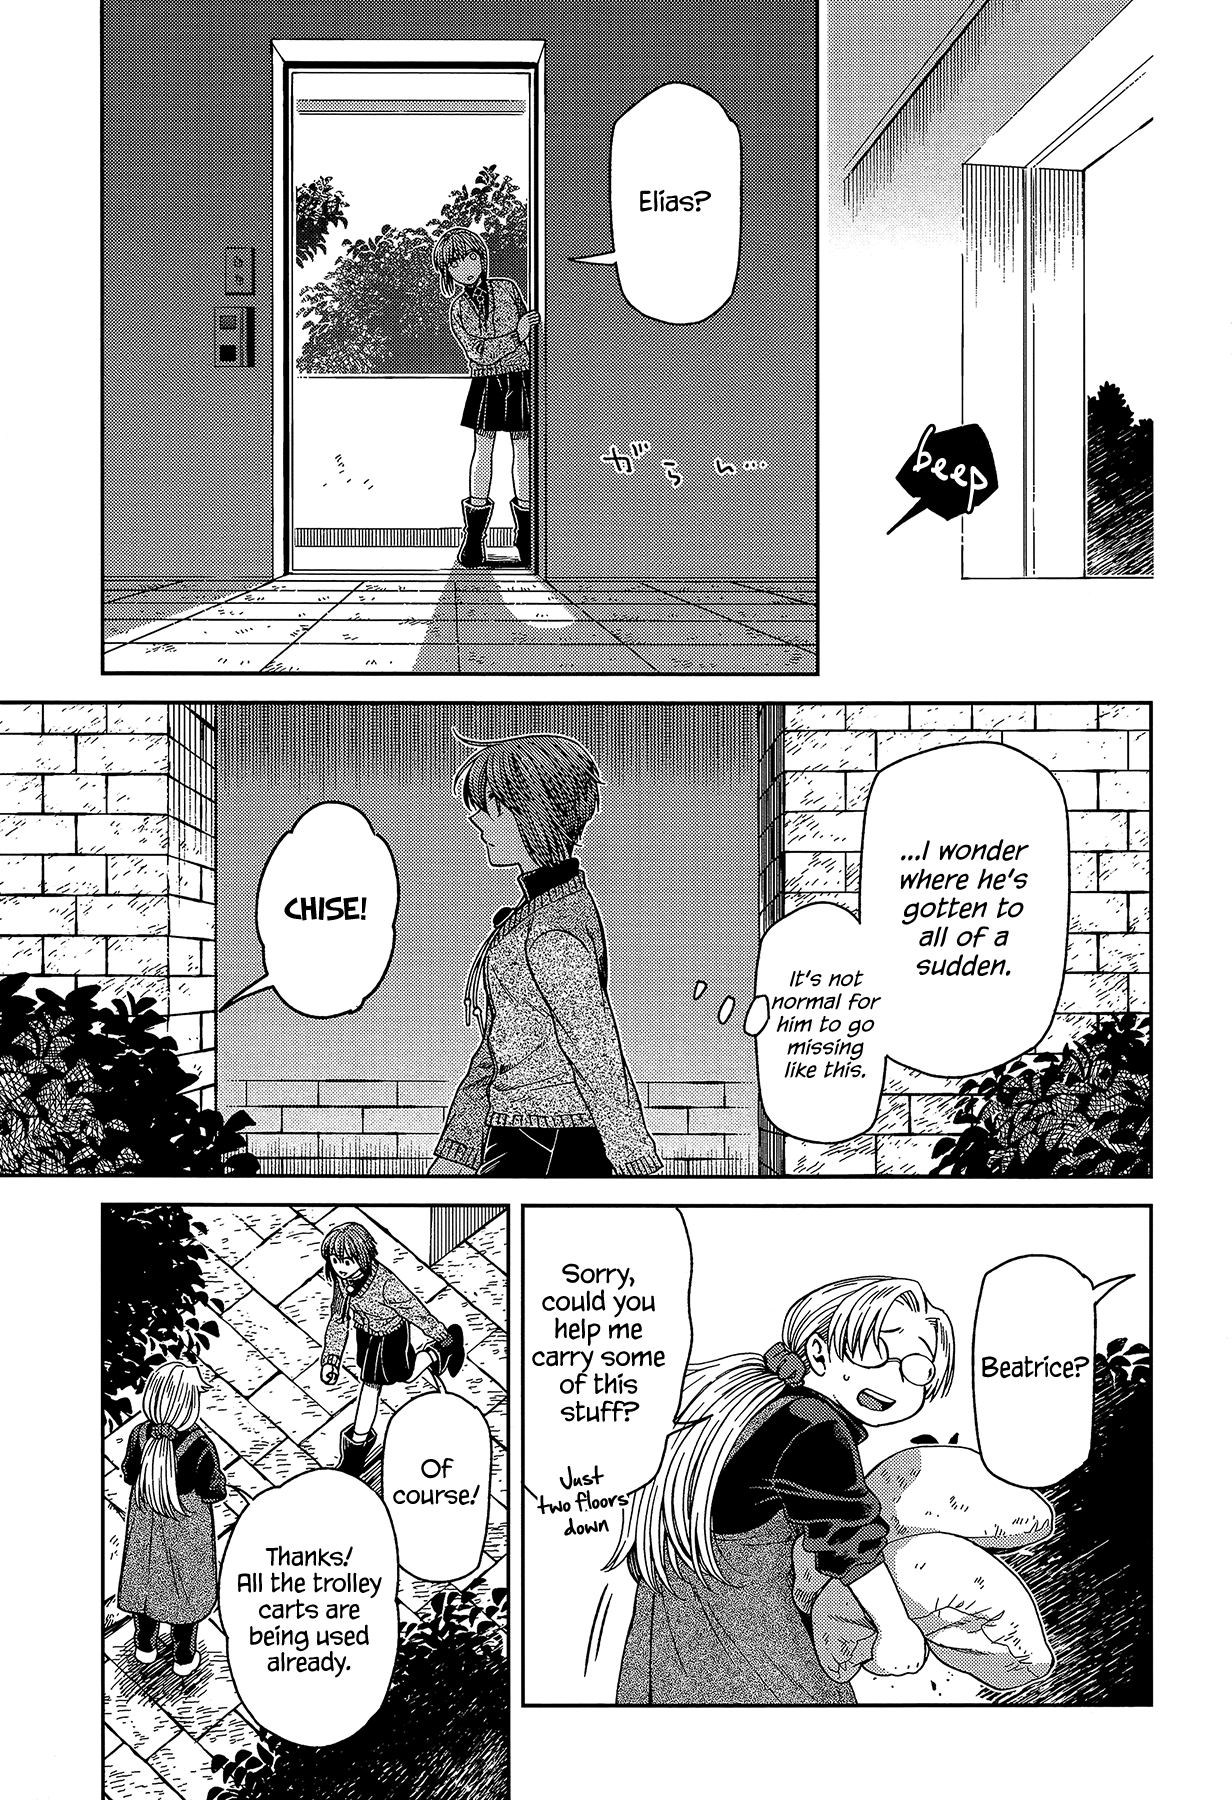 beep
Elias?
がらん…
...I wonder
where he's
gotten to
all of a
sudden.
It's not
normal for
him to go
missing
like this.
CHISE!
Beatrice?
Sorry,
could you
help me
carry some
of this
stuff?
Just
two floors
down
Of
course!
Thanks!
All the trolley
carts are
being used
already.